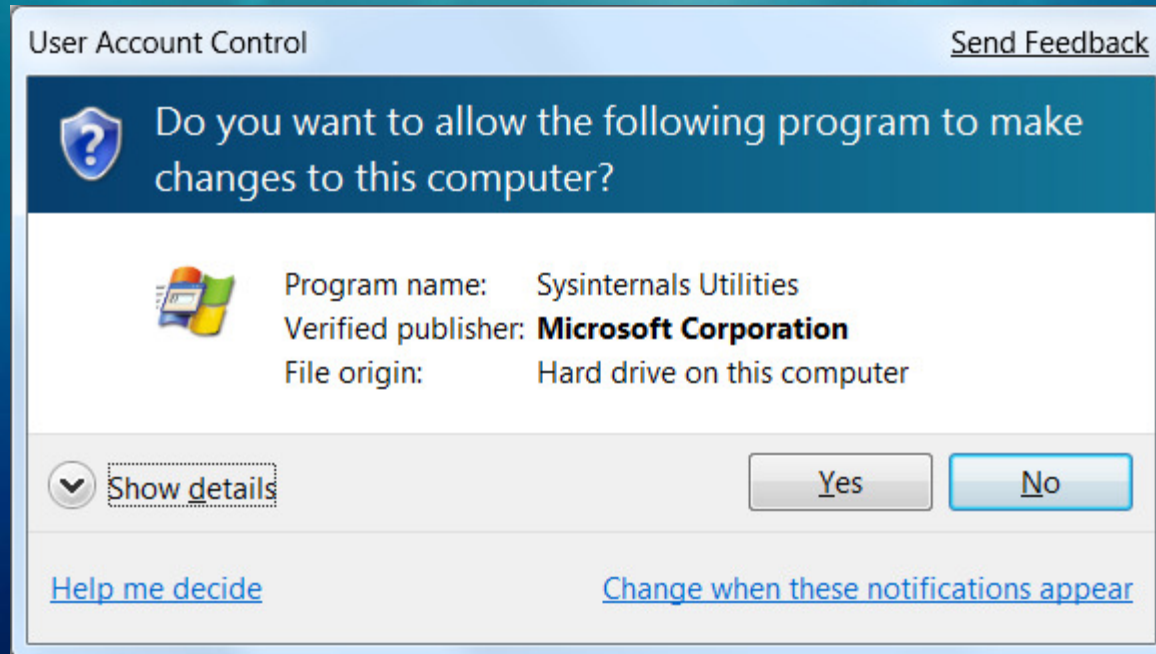 User Account Control
Send Feedback
Do you want to allow the following program to make
changes to this computer?
Program name: Sysinternals Utilities
Verified publisher: Microsoft Corporation
File origin: Hard drive on this computer
Show details
Yes
No
Help me decide
Change when these notifications appear